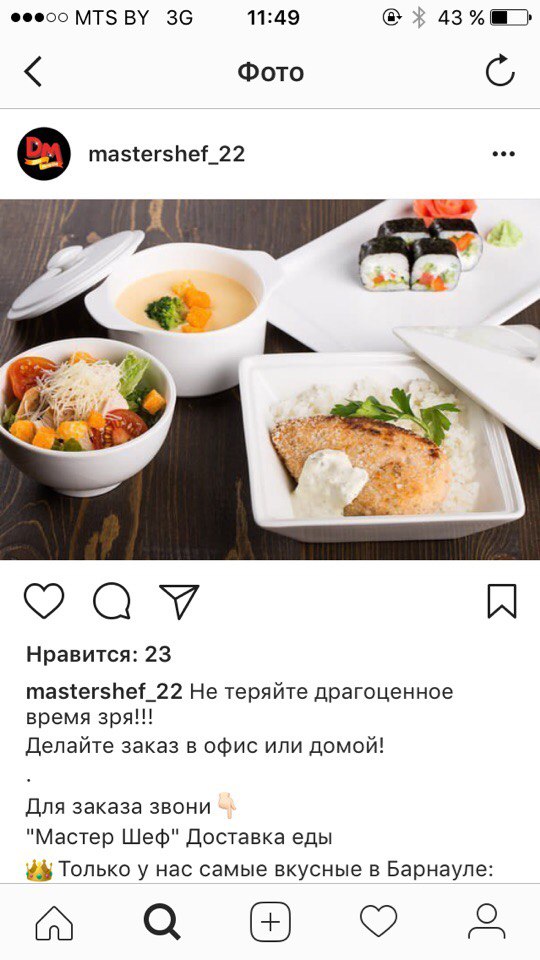 MTS BY 3G 11:49 43 %
Фото
DM
mastershef_22
Нравится: 23
mastershef_22 Не теряйте драгоценное
время зря!!!
Делайте заказ в офис или домой!
.
Для заказа звони👇🏻
"Мастер Шеф" Доставка еды
👑Только у нас самые вкусные в Барнауле: